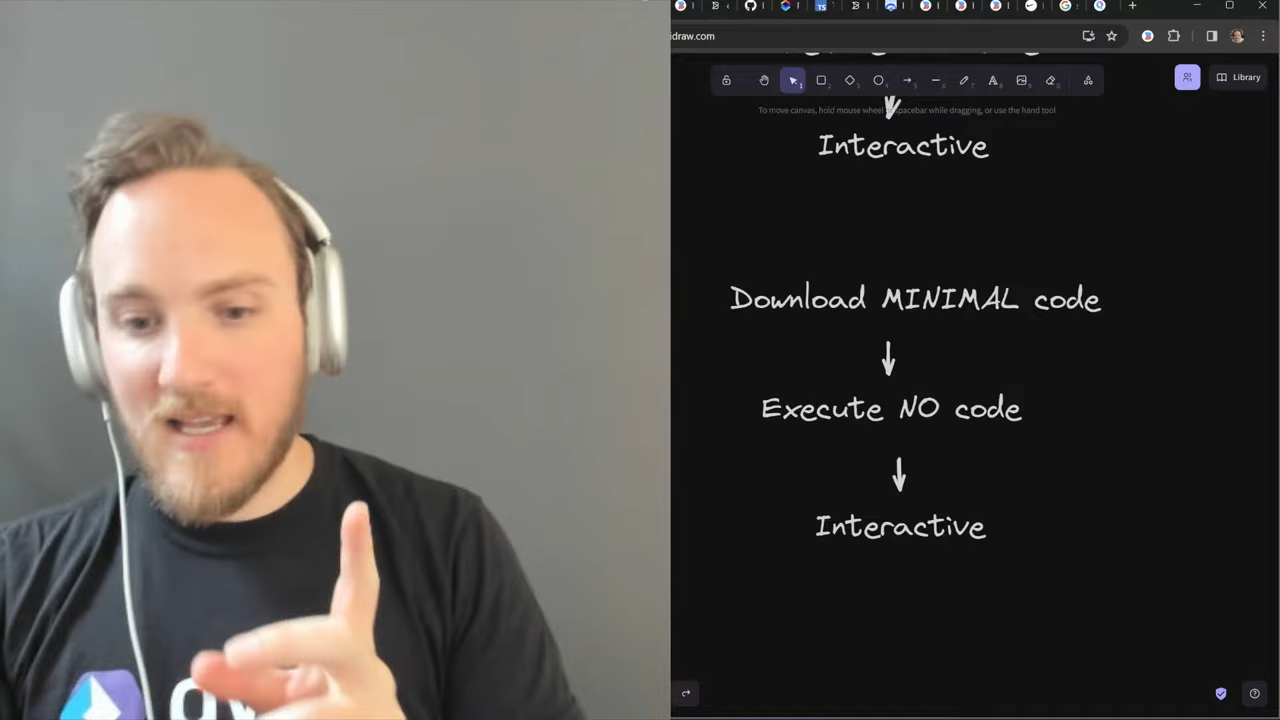 idraw.com
Library
To move canvas, hold mouse wheel or spacebar while dragging, or use the hand tool
Interactive
Download MINIMAL code
Execute NO code
Interactive